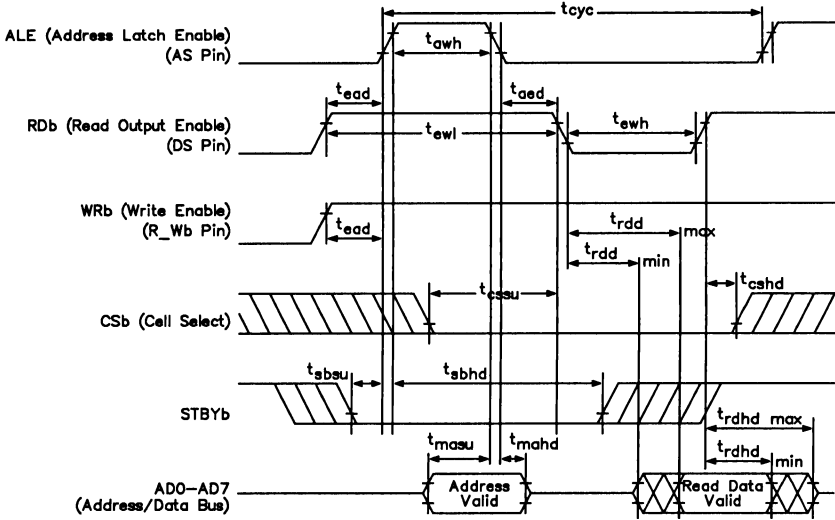 tcyc
ALE (Address Latch Enable)
(AS Pin)
tawh
tead
taed
RDb (Read Output Enable)
(DS Pin)
tewl
tewh
WRb (Write Enable)
(R_Wb Pin)
tead
trdd max
trdd min
CSb (Cell Select)
tcssu
tcshd
tsbsu
tsbhd
STBYb
trdhd max
tmasu
tmahd
trdhd min
AD0-AD7
(Address/Data Bus)
Address
Valid
Read Data
Valid